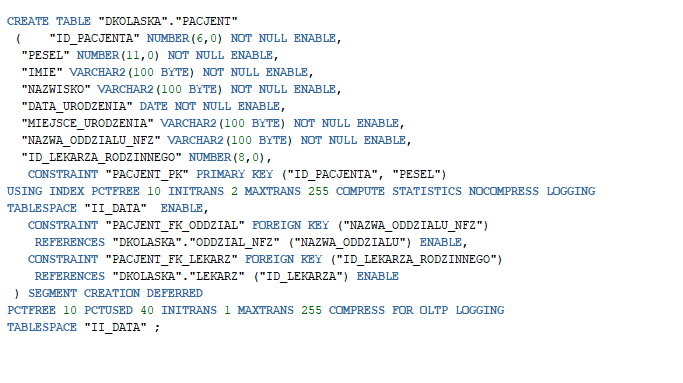 CREATE TABLE "DKOLASKA"."PACJENT"
( "ID_PACJENTA" NUMBER(6,0) NOT NULL ENABLE,
"PESEL" NUMBER(11,0) NOT NULL ENABLE,
"IMIE" VARCHAR2(100 BYTE) NOT NULL ENABLE,
"NAZWISKO" VARCHAR2(100 BYTE) NOT NULL ENABLE,
"DATA_URODZENIA" DATE NOT NULL ENABLE,
"MIEJSCE_URODZENIA" VARCHAR2(100 BYTE) NOT NULL ENABLE,
"NAZWA_ODDZIALU_NFZ" VARCHAR2(100 BYTE) NOT NULL ENABLE,
"ID_LEKARZA_RODZINNEGO" NUMBER(8,0),
CONSTRAINT "PACJENT_PK" PRIMARY KEY ("ID_PACJENTA", "PESEL")
USING INDEX PCTFREE 10 INITRANS 2 MAXTRANS 255 COMPUTE STATISTICS NOCOMPRESS LOGGING
TABLESPACE "II_DATA" ENABLE,
CONSTRAINT "PACJENT_FK_ODDZIAL" FOREIGN KEY ("NAZWA_ODDZIALU_NFZ")
REFERENCES "DKOLASKA"."ODDZIAL_NFZ" ("NAZWA_ODDZIALU") ENABLE,
CONSTRAINT "PACJENT_FK_LEKARZ" FOREIGN KEY ("ID_LEKARZA_RODZINNEGO")
REFERENCES "DKOLASKA"."LEKARZ" ("ID_LEKARZA") ENABLE
) SEGMENT CREATION DEFERRED
PCTFREE 10 PCTUSED 40 INITRANS 1 MAXTRANS 255 COMPRESS FOR OLTP LOGGING
TABLESPACE "II_DATA" ;